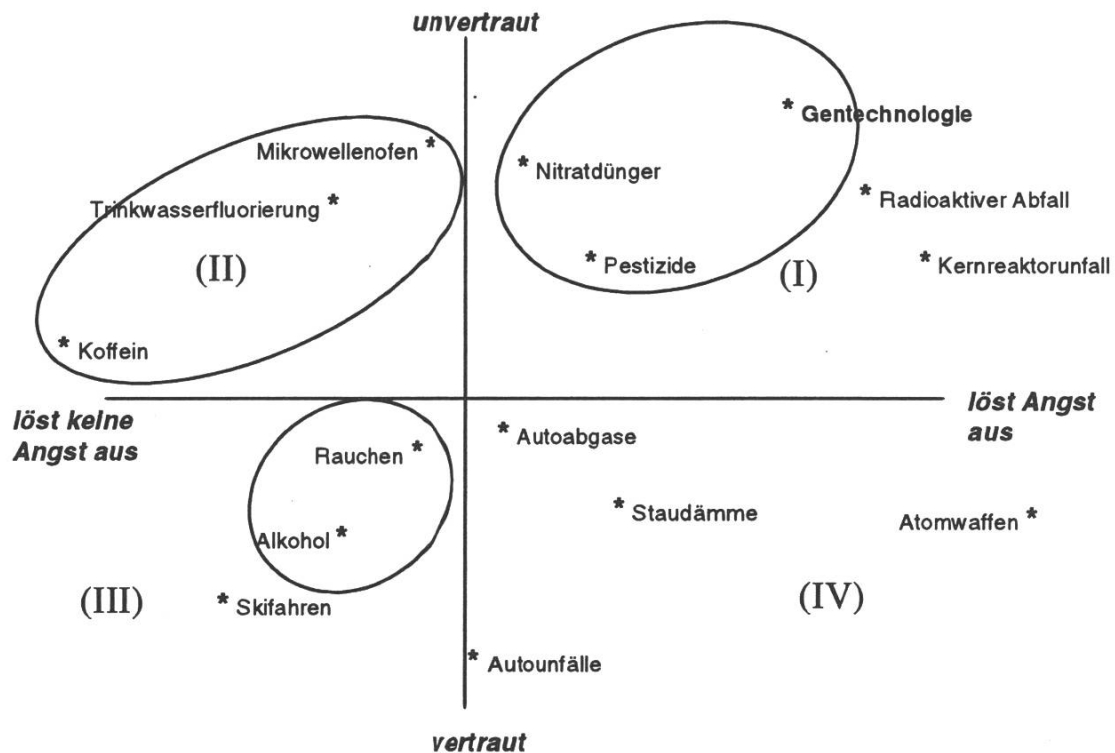 unvertraut
* Gentechnologie
Mikrowellenofen *
* Nitratdünger
Trinkwasserfluorierung *
* Radioaktiver Abfall
(II)
* Pestizide
(I)
* Kernreaktorunfall
* Koffein
löst keine
Angst aus
löst Angst
aus
* Autoabgase
Rauchen *
* Staudämme
Atomwaffen *
Alkohol *
(III)
* Skifahren
(IV)
* Autounfälle
vertraut